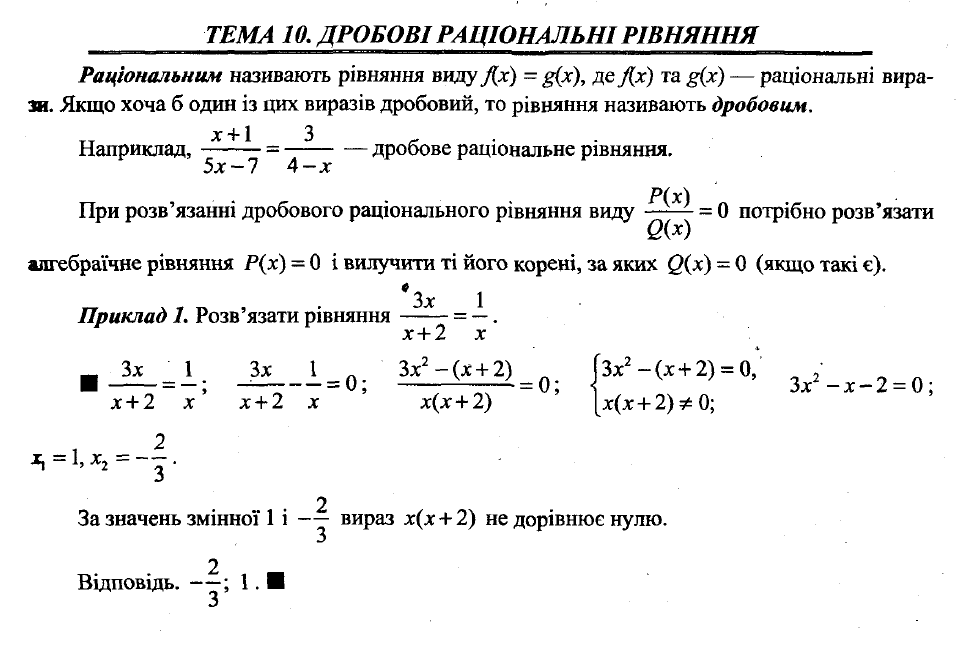 ТЕМА 10. ДРОБОВІ РАЦІОНАЛЬНІ РІВНЯННЯ
Раціональним називають рівняння виду f(x) = g(x), де f(x) та g(x) — раціональні вира-
зи. Якщо хоча б один із цих виразів дробовий, то рівняння називають дробовим.
Наприклад, (x+1)/(5x−7) = 3/(4−x) — дробове раціональне рівняння.
При розв’язанні дробового раціонального рівняння виду P(x)/Q(x) = 0 потрібно розв’язати
алгебраїчне рівняння P(x) = 0 і вилучити ті його корені, за яких Q(x) = 0 (якщо такі є).
Приклад 1. Розв’язати рівняння 3x/(x+2) = 1/x.
■ 3x/(x+2) = 1/x; 3x/(x+2) − 1/x = 0; (3x² − (x+2))/(x(x+2)) = 0; {3x² − (x+2) = 0, x(x+2) ≠ 0; 3x² − x − 2 = 0;
x₁ = 1, x₂ = −2/3.
За значень змінної 1 і −2/3 вираз x(x+2) не дорівнює нулю.
Відповідь. −2/3; 1. ■